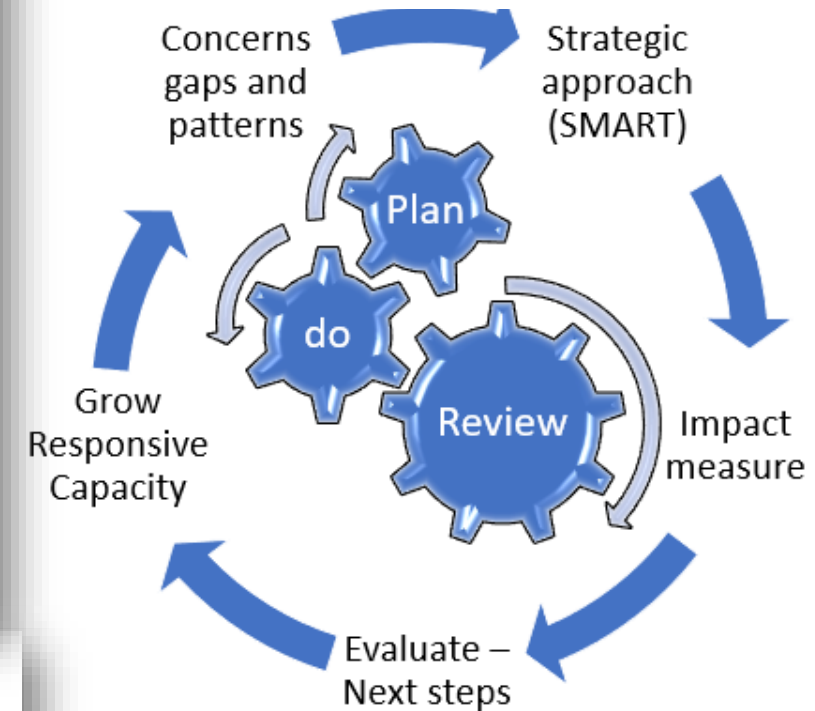 Concerns
gaps and
patterns
Strategic
approach
(SMART)
Plan
do
Review
Impact
measure
Grow
Responsive
Capacity
Evaluate –
Next steps